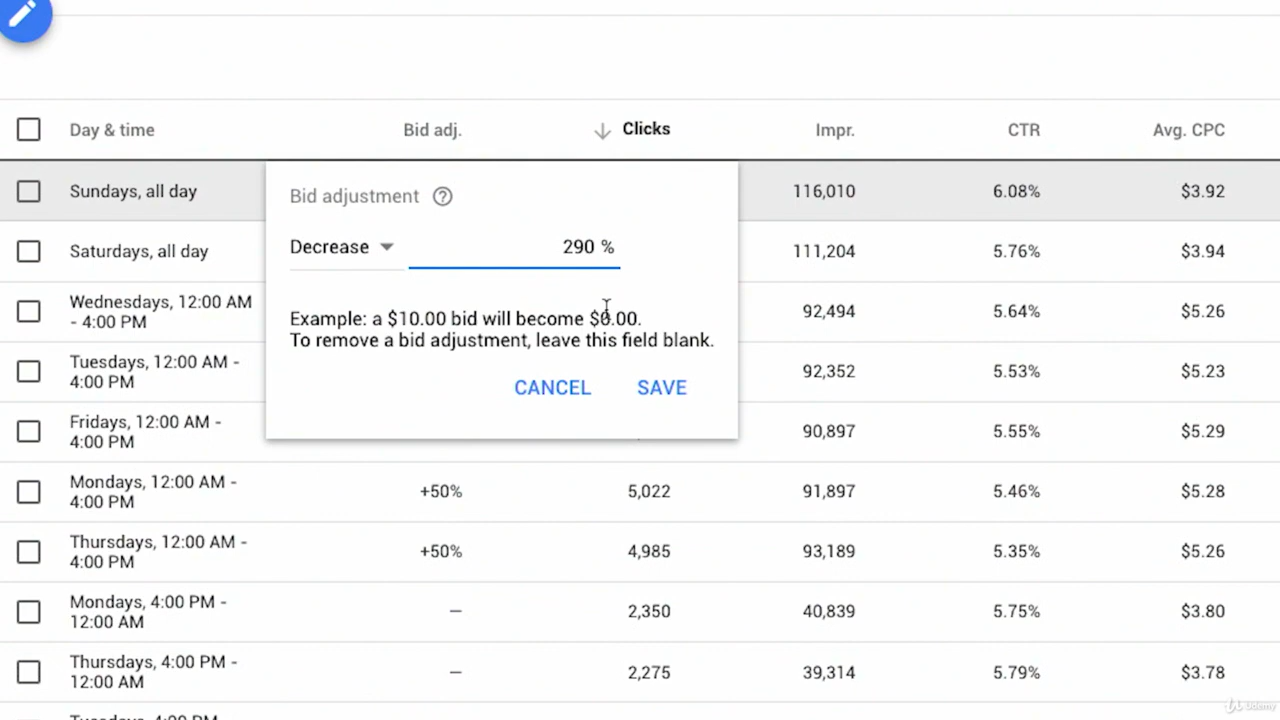 Day & time Bid adj. Clicks Impr. CTR Avg. CPC
Sundays, all day 116,010 6.08% $3.92
Bid adjustment ?
Decrease 290 %
Example: a $10.00 bid will become $0.00.
To remove a bid adjustment, leave this field blank.
CANCEL SAVE
Saturdays, all day 111,204 5.76% $3.94
Wednesdays, 12:00 AM
- 4:00 PM 92,494 5.64% $5.26
Tuesdays, 12:00 AM -
4:00 PM 92,352 5.53% $5.23
Fridays, 12:00 AM -
4:00 PM 90,897 5.55% $5.29
Mondays, 12:00 AM -
4:00 PM +50% 5,022 91,897 5.46% $5.28
Thursdays, 12:00 AM -
4:00 PM +50% 4,985 93,189 5.35% $5.26
Mondays, 4:00 PM -
12:00 AM — 2,350 40,839 5.75% $3.80
Thursdays, 4:00 PM -
12:00 AM — 2,275 39,314 5.79% $3.78
Tuesdays, 4:00 PM
Udemy